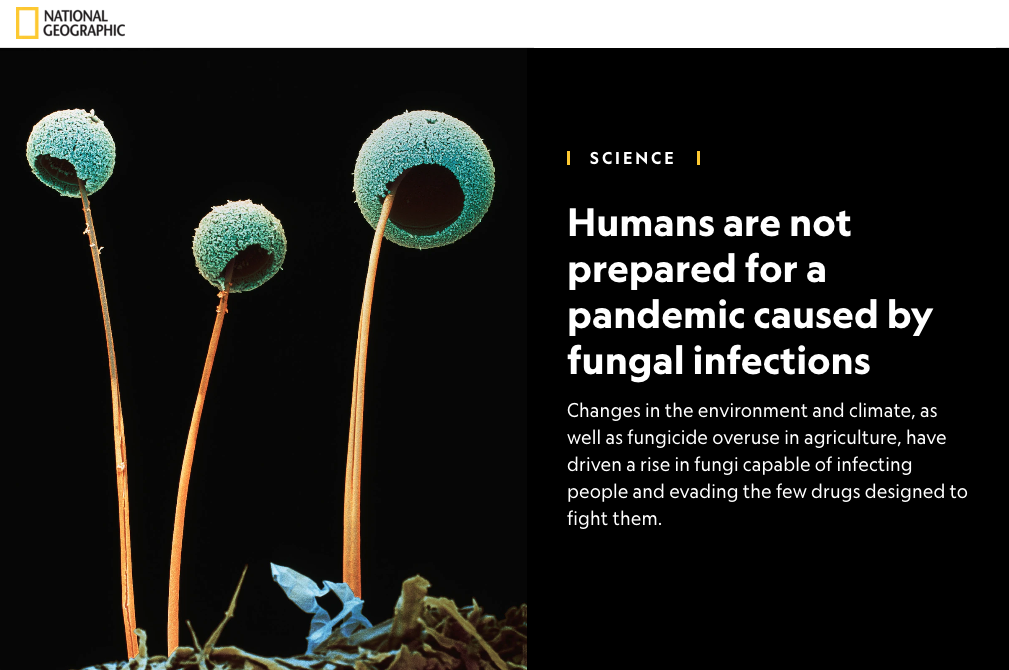 NATIONAL
GEOGRAPHIC
SCIENCE
Humans are not
prepared for a
pandemic caused by
fungal infections
Changes in the environment and climate, as
well as fungicide overuse in agriculture, have
driven a rise in fungi capable of infecting
people and evading the few drugs designed to
fight them.